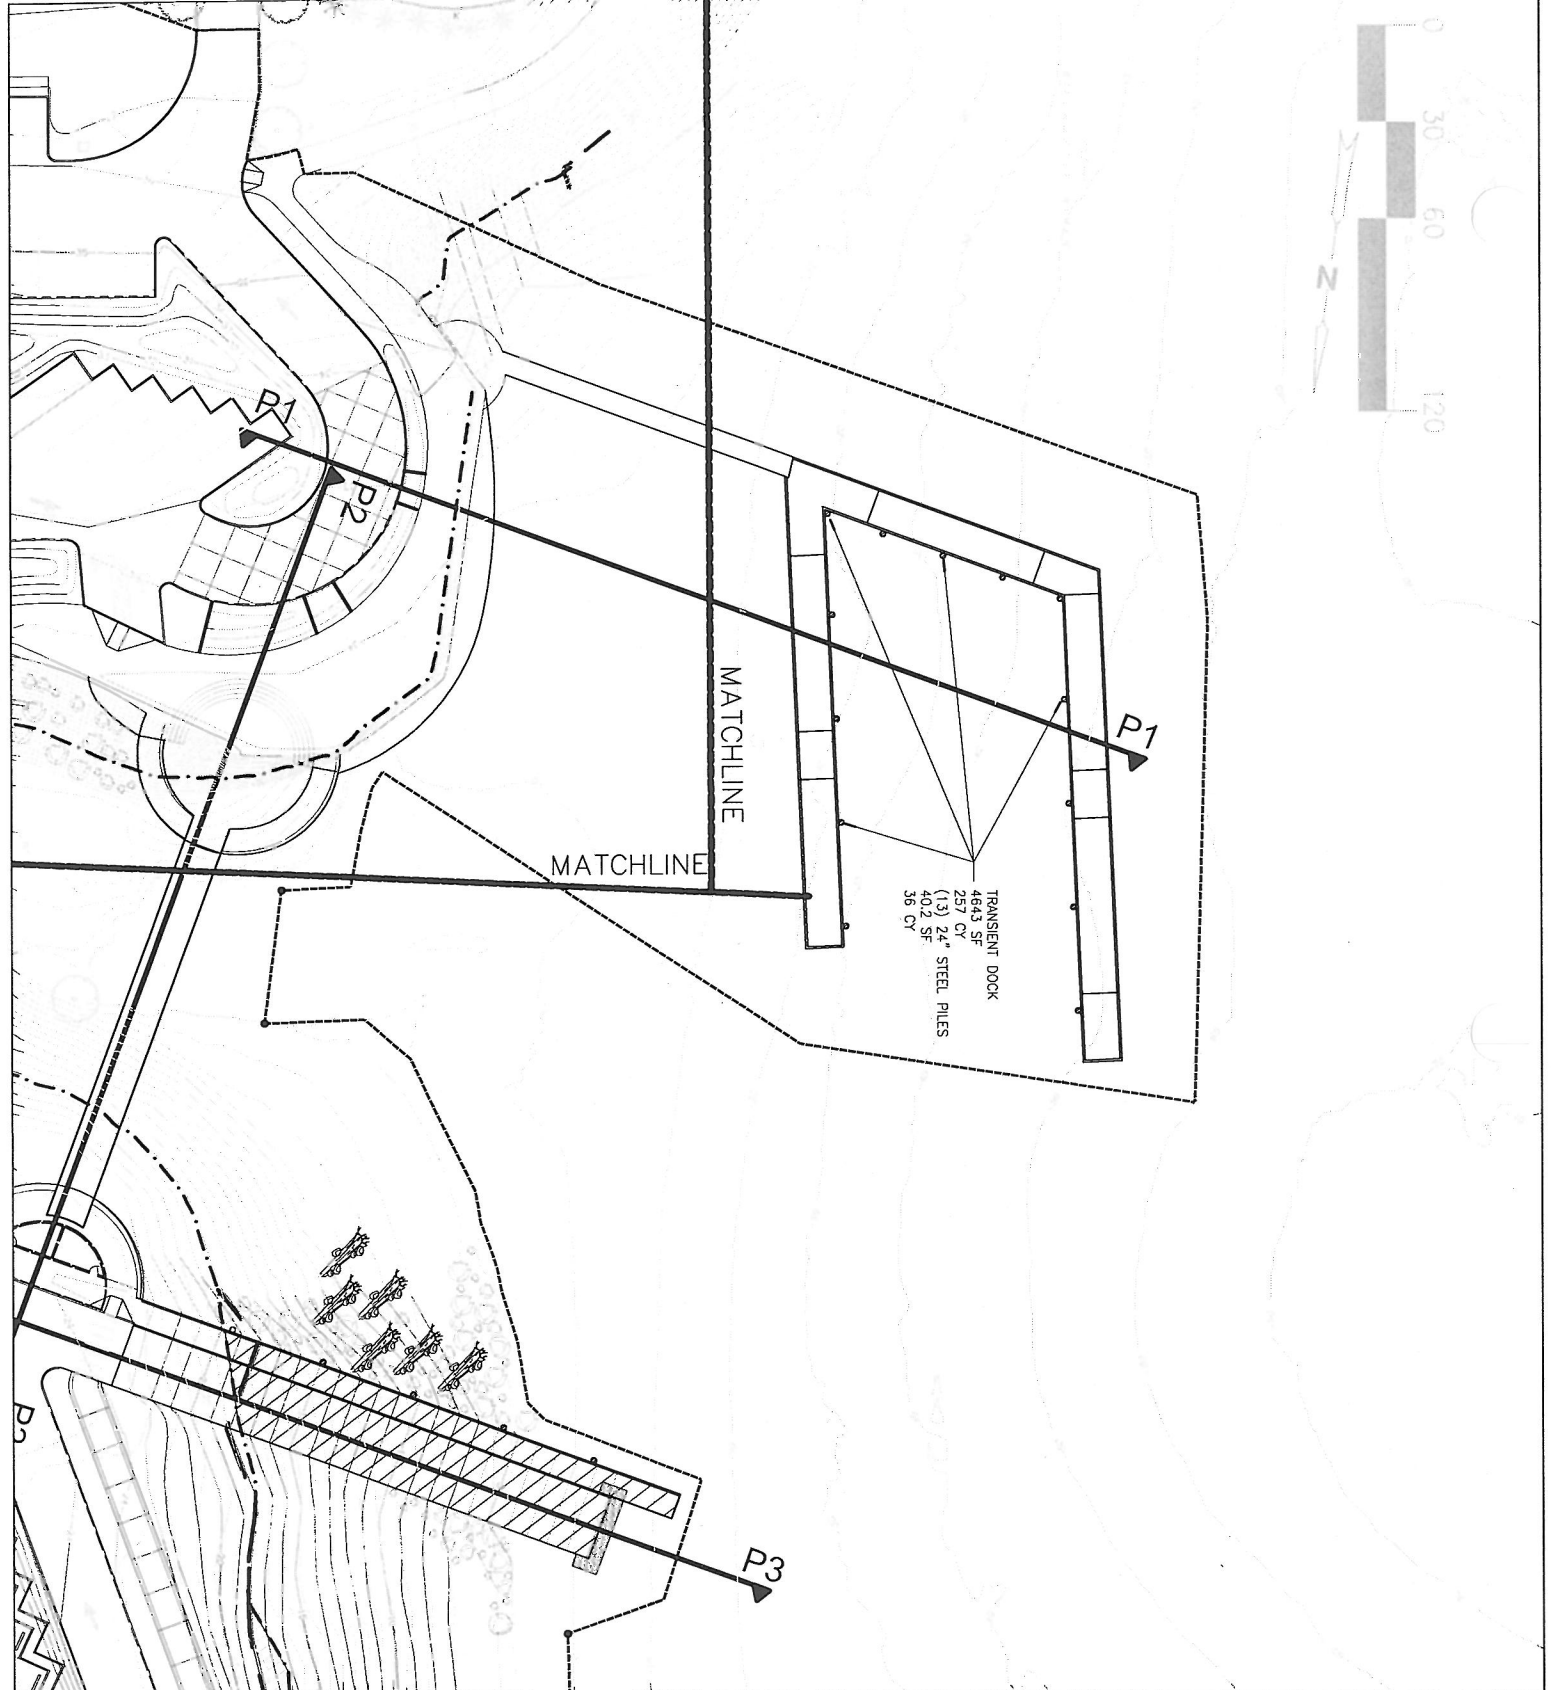 0
30
60
120
N
P1
P2
P1
MATCHLINE
MATCHLINE
TRANSIENT DOCK
4643 SF
257 CY
(13) 24" STEEL PILES
40.2 SF
36 CY
P3